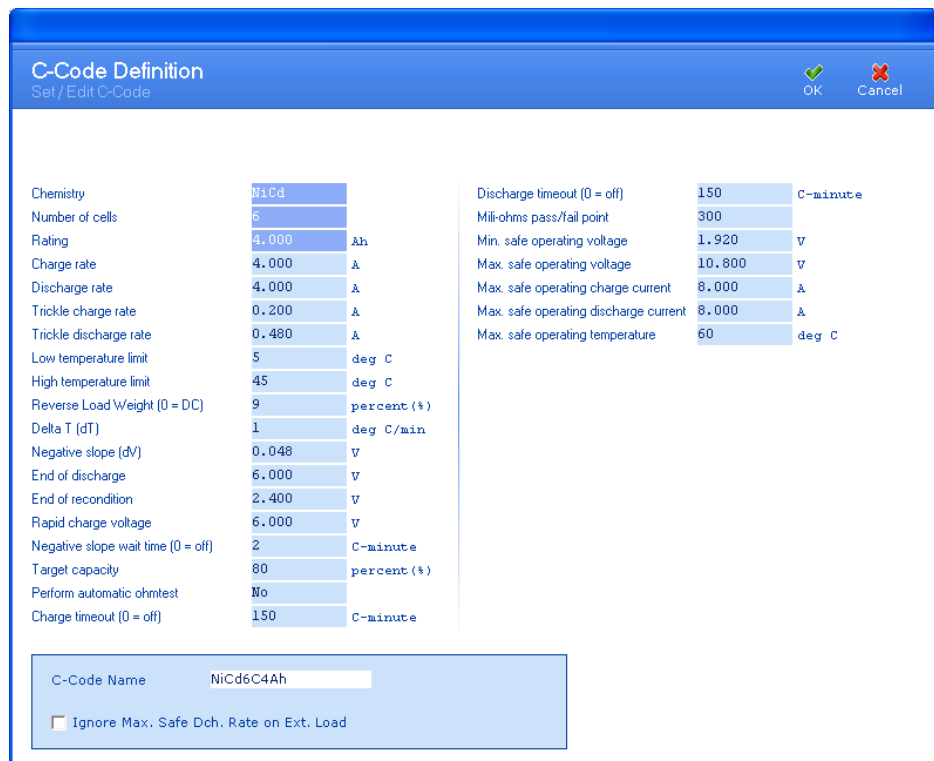 C-Code Definition
Set / Edit C-Code
OK
Cancel
Chemistry NiCd
Number of cells 6
Rating 4.000 Ah
Charge rate 4.000 A
Discharge rate 4.000 A
Trickle charge rate 0.200 A
Trickle discharge rate 0.480 A
Low temperature limit 5 deg C
High temperature limit 45 deg C
Reverse Load Weight (0 = DC) 9 percent(%)
Delta T (dT) 1 deg C/min
Negative slope (dV) 0.048 V
End of discharge 6.000 V
End of recondition 2.400 V
Rapid charge voltage 6.000 V
Negative slope wait time (0 = off) 2 C-minute
Target capacity 80 percent(%)
Perform automatic ohmtest No
Charge timeout (0 = off) 150 C-minute
Discharge timeout (0 = off) 150 C-minute
Mili-ohms pass/fail point 300
Min. safe operating voltage 1.920 V
Max. safe operating voltage 10.800 V
Max. safe operating charge current 8.000 A
Max. safe operating discharge current 8.000 A
Max. safe operating temperature 60 deg C
C-Code Name NiCd6C4Ah
Ignore Max. Safe Dch. Rate on Ext. Load